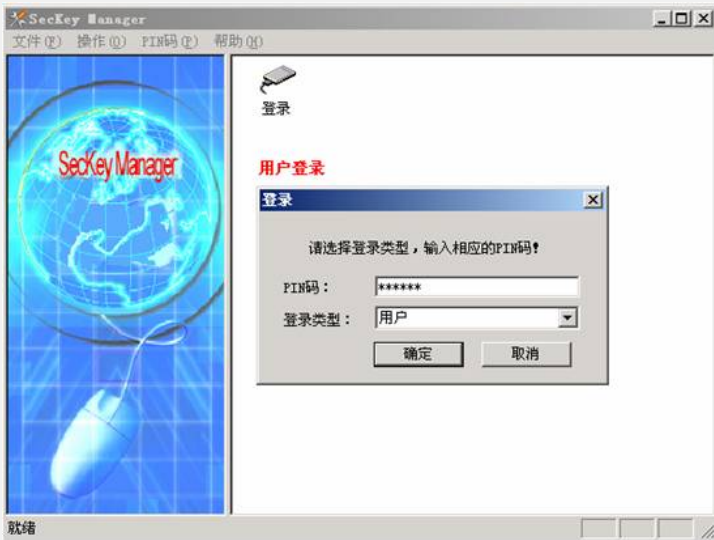 SecKey Manager
文件(F) 操作(O) PIN码(P) 帮助(H)
SecKey Manager
登录
用户登录
登录
请选择登录类型，输入相应的PIN码!
PIN码： ******
登录类型： 用户
确定 取消
就绪